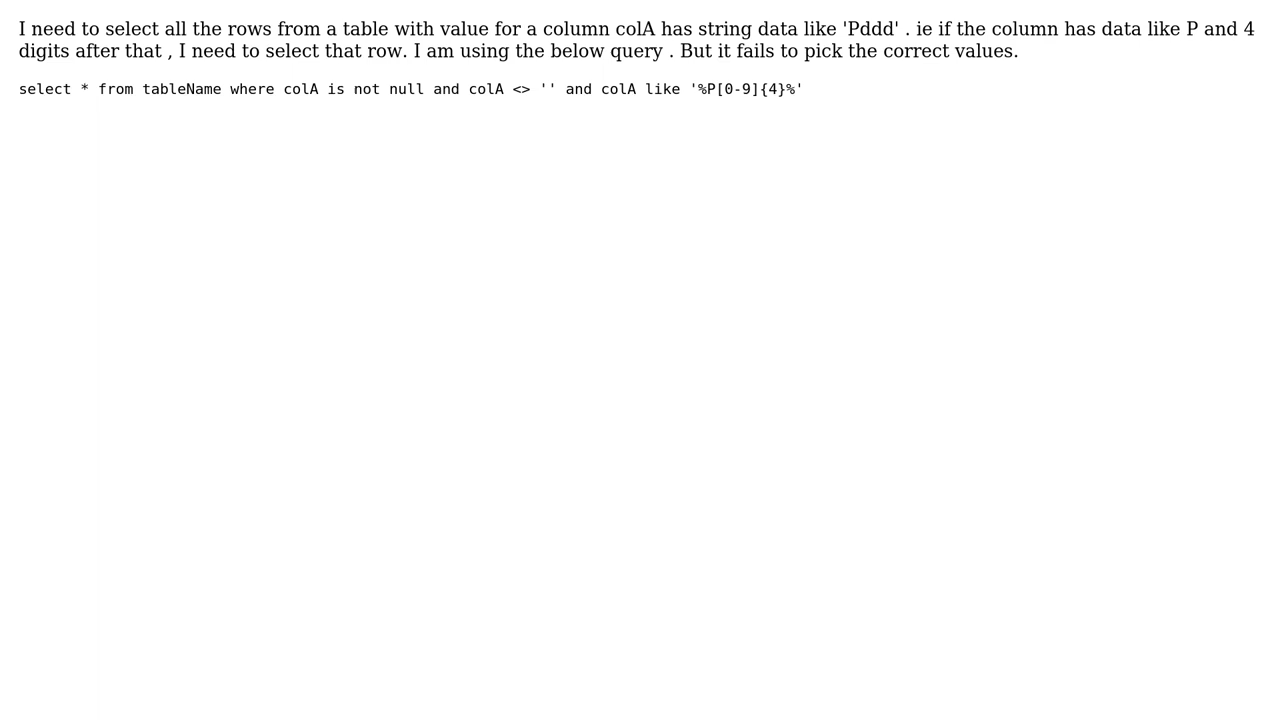 I need to select all the rows from a table with value for a column colA has string data like 'Pddd' . ie if the column has data like P and 4
digits after that , I need to select that row. I am using the below query . But it fails to pick the correct values.
select * from tableName where colA is not null and colA <> '' and colA like '%P[0-9]{4}%'